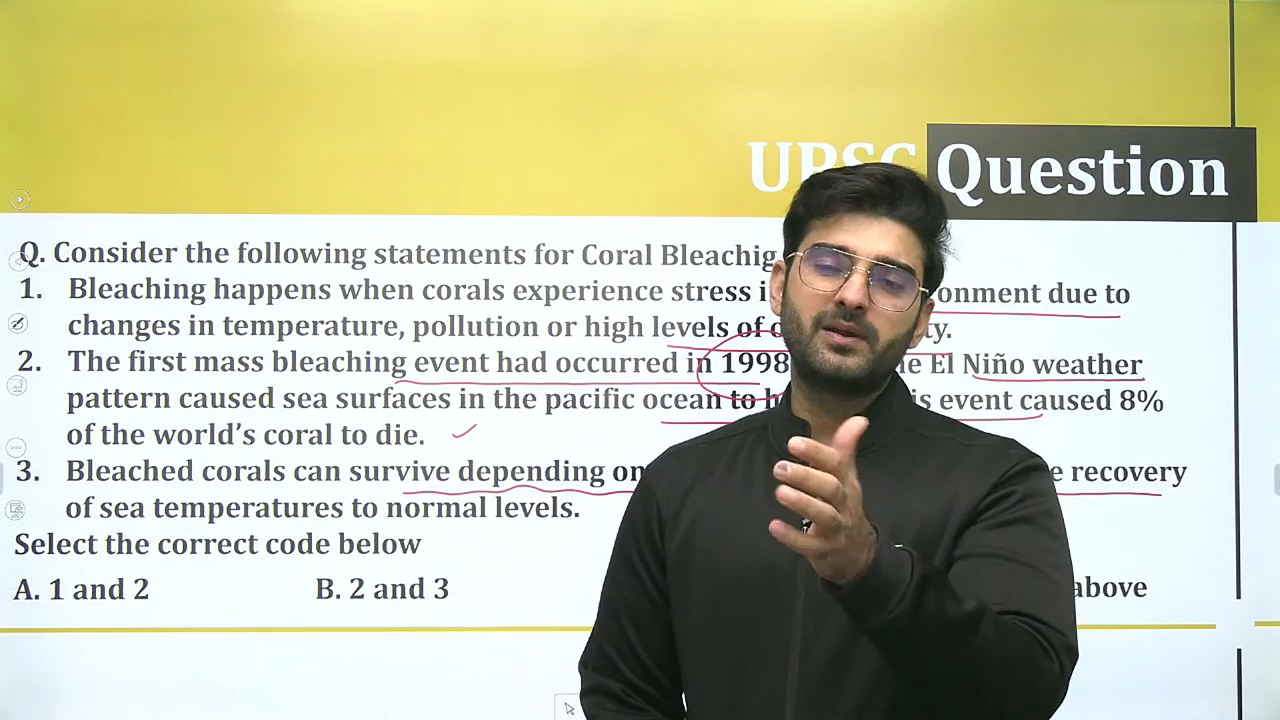 UPSC Question
Q. Consider the following statements for Coral Bleachig
1. Bleaching happens when corals experience stress due to
changes in temperature, pollution or high levels of
2. The first mass bleaching event had occurred in 1998 El Niño weather
pattern caused sea surfaces in the pacific ocean to event caused 8%
of the world's coral to die.
3. Bleached corals can survive depending on recovery
of sea temperatures to normal levels.
Select the correct code below
A. 1 and 2 B. 2 and 3 above